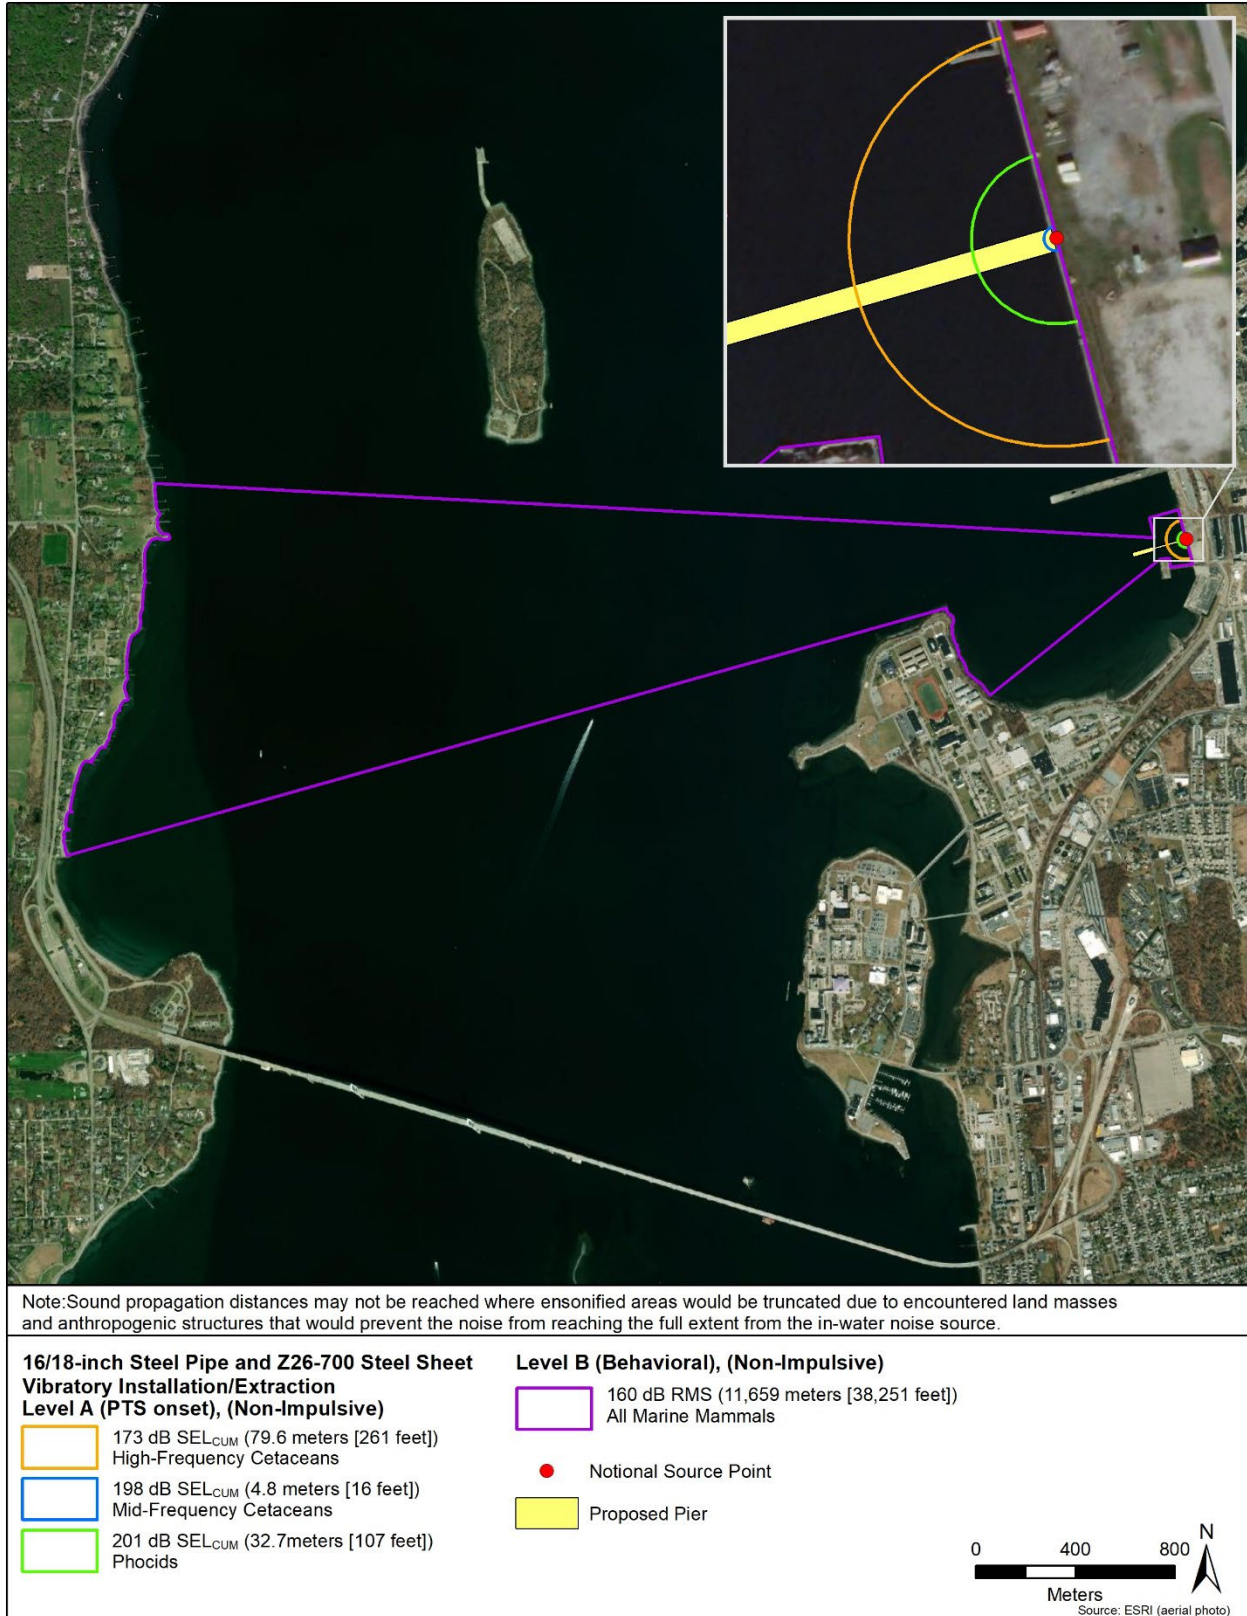 Note:Sound propagation distances may not be reached where ensonified areas would be truncated due to encountered land masses
and anthropogenic structures that would prevent the noise from reaching the full extent from the in-water noise source.
16/18-inch Steel Pipe and Z26-700 Steel Sheet
Vibratory Installation/Extraction
Level A (PTS onset), (Non-Impulsive)
173 dB SELCUM (79.6 meters [261 feet])
High-Frequency Cetaceans
198 dB SELCUM (4.8 meters [16 feet])
Mid-Frequency Cetaceans
201 dB SELCUM (32.7meters [107 feet])
Phocids
Level B (Behavioral), (Non-Impulsive)
160 dB RMS (11,659 meters [38,251 feet])
All Marine Mammals
Notional Source Point
Proposed Pier
0 400 800
Meters
N
Source: ESRI (aerial photo)